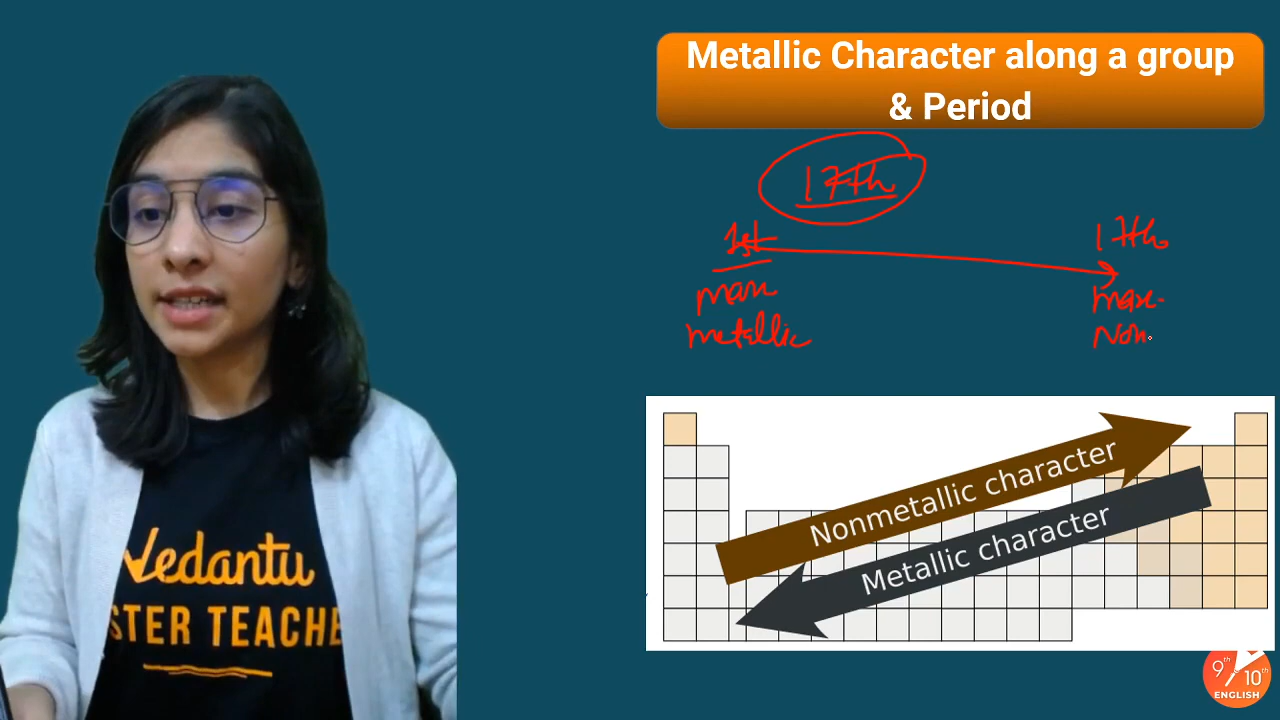 Metallic Character along a group
& Period
17th
1st
17th
max
max.
metallic
Non
Nonmetallic character
Metallic character
Vedantu
STER TEACHE
9th 10th
ENGLISH